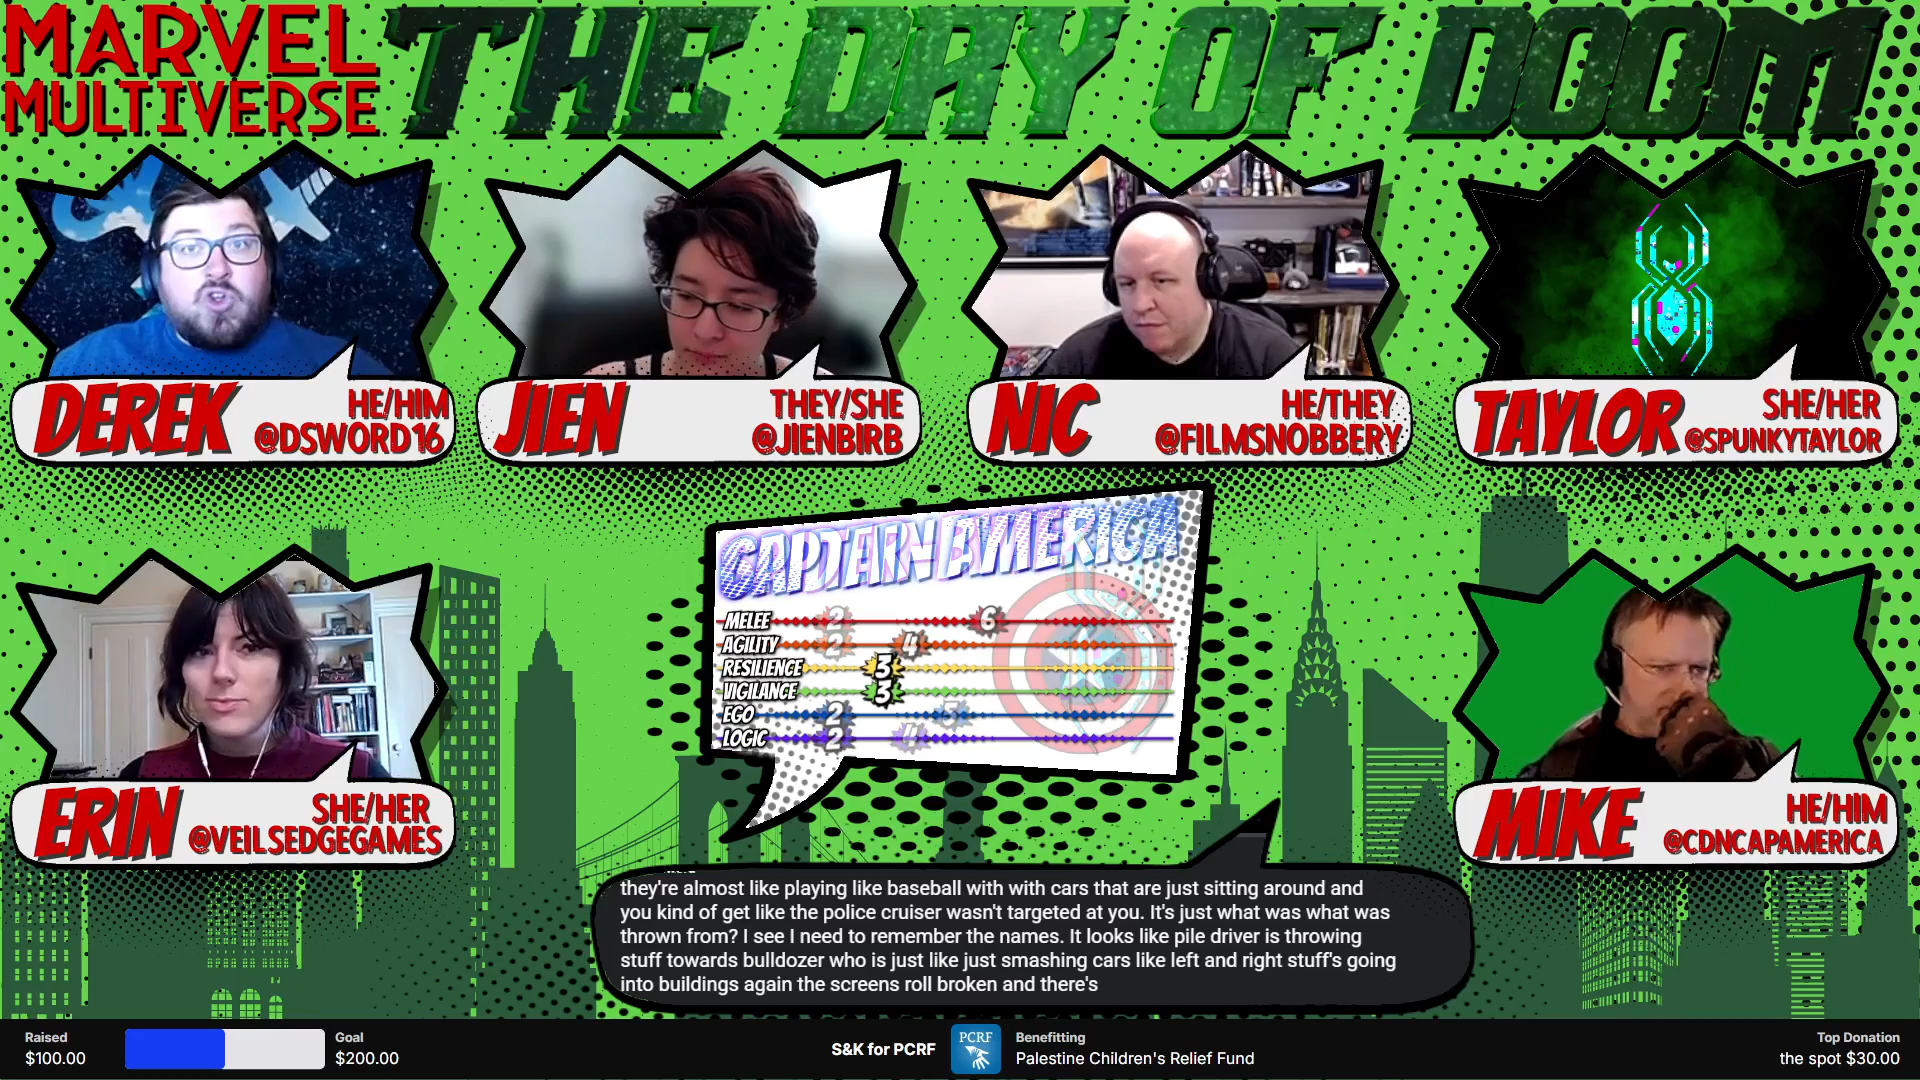 MARVEL
MULTIVERSE
THE DAY OF DOOM
DEREK
HE/HIM
@DSWORD16
JIEN
THEY/SHE
@JIENBIRB
NIC
HE/THEY
@FILMSNOBBERY
TAYLOR
SHE/HER
@SPUNKYTAYLOR
CAPTAIN AMERICA
MELEE 2 6
AGILITY 2 4
RESILIENCE 3
VIGILANCE 3
EGO 2 5
LOGIC 2 4
ERIN
SHE/HER
@VEILSEDGEGAMES
MIKE
HE/HIM
@CDNCAPAMERICA
they're almost like playing like baseball with with cars that are just sitting around and
you kind of get like the police cruiser wasn't targeted at you. It's just what was what was
thrown from? I see I need to remember the names. It looks like pile driver is throwing
stuff towards bulldozer who is just like just smashing cars like left and right stuff's going
into buildings again the screens roll broken and there's
Raised
$100.00
Goal
$200.00
S&K for PCRF
PCRF
Benefitting
Palestine Children's Relief Fund
Top Donation
the spot $30.00